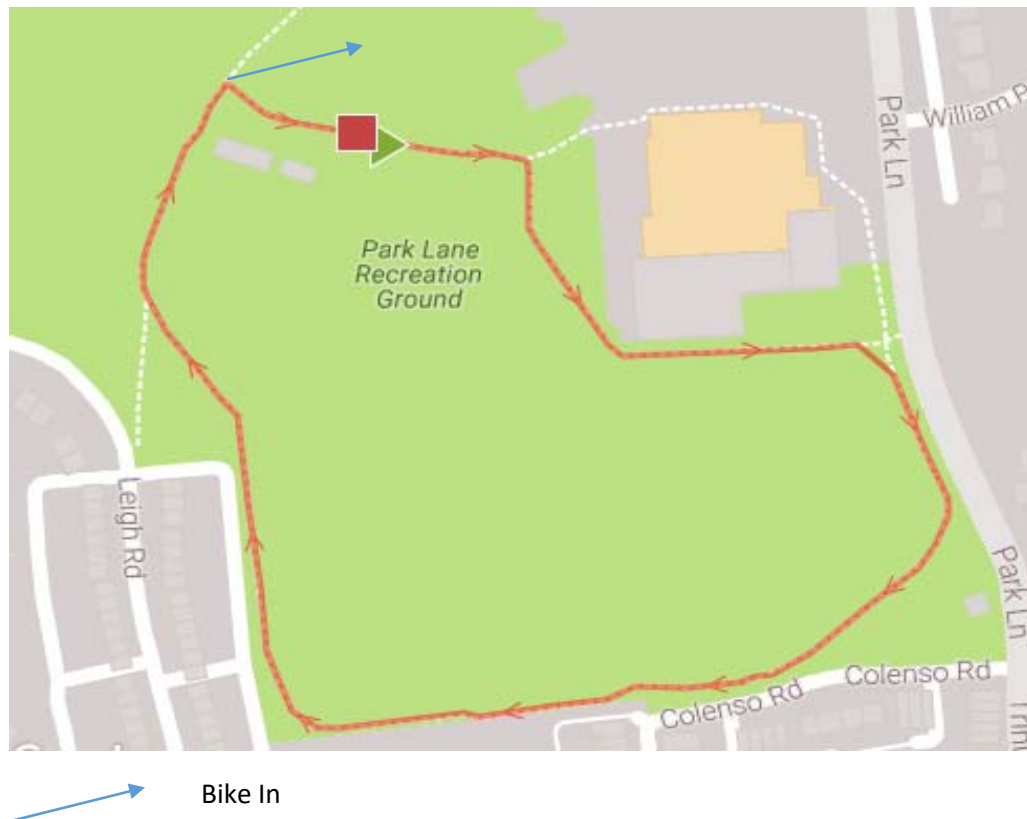 Park Ln
William P
Park Lane
Recreation
Ground
Leigh Rd
Park Ln
Colenso Rd
Colenso Rd
Bike In